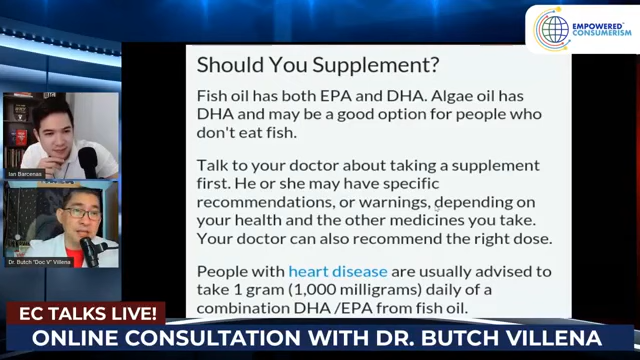 EMPOWERED
CONSUMERISM
Should You Supplement?
Fish oil has both EPA and DHA. Algae oil has
DHA and may be a good option for people who
don't eat fish.
Talk to your doctor about taking a supplement
first. He or she may have specific
recommendations, or warnings, depending on
your health and the other medicines you take.
Your doctor can also recommend the right dose.
People with heart disease are usually advised to
take 1 gram (1,000 milligrams) daily of a
combination DHA /EPA from fish oil.
Ian Barcenas
Dr. Butch "Doc V" Villena
EC TALKS LIVE!
ONLINE CONSULTATION WITH DR. BUTCH VILLENA